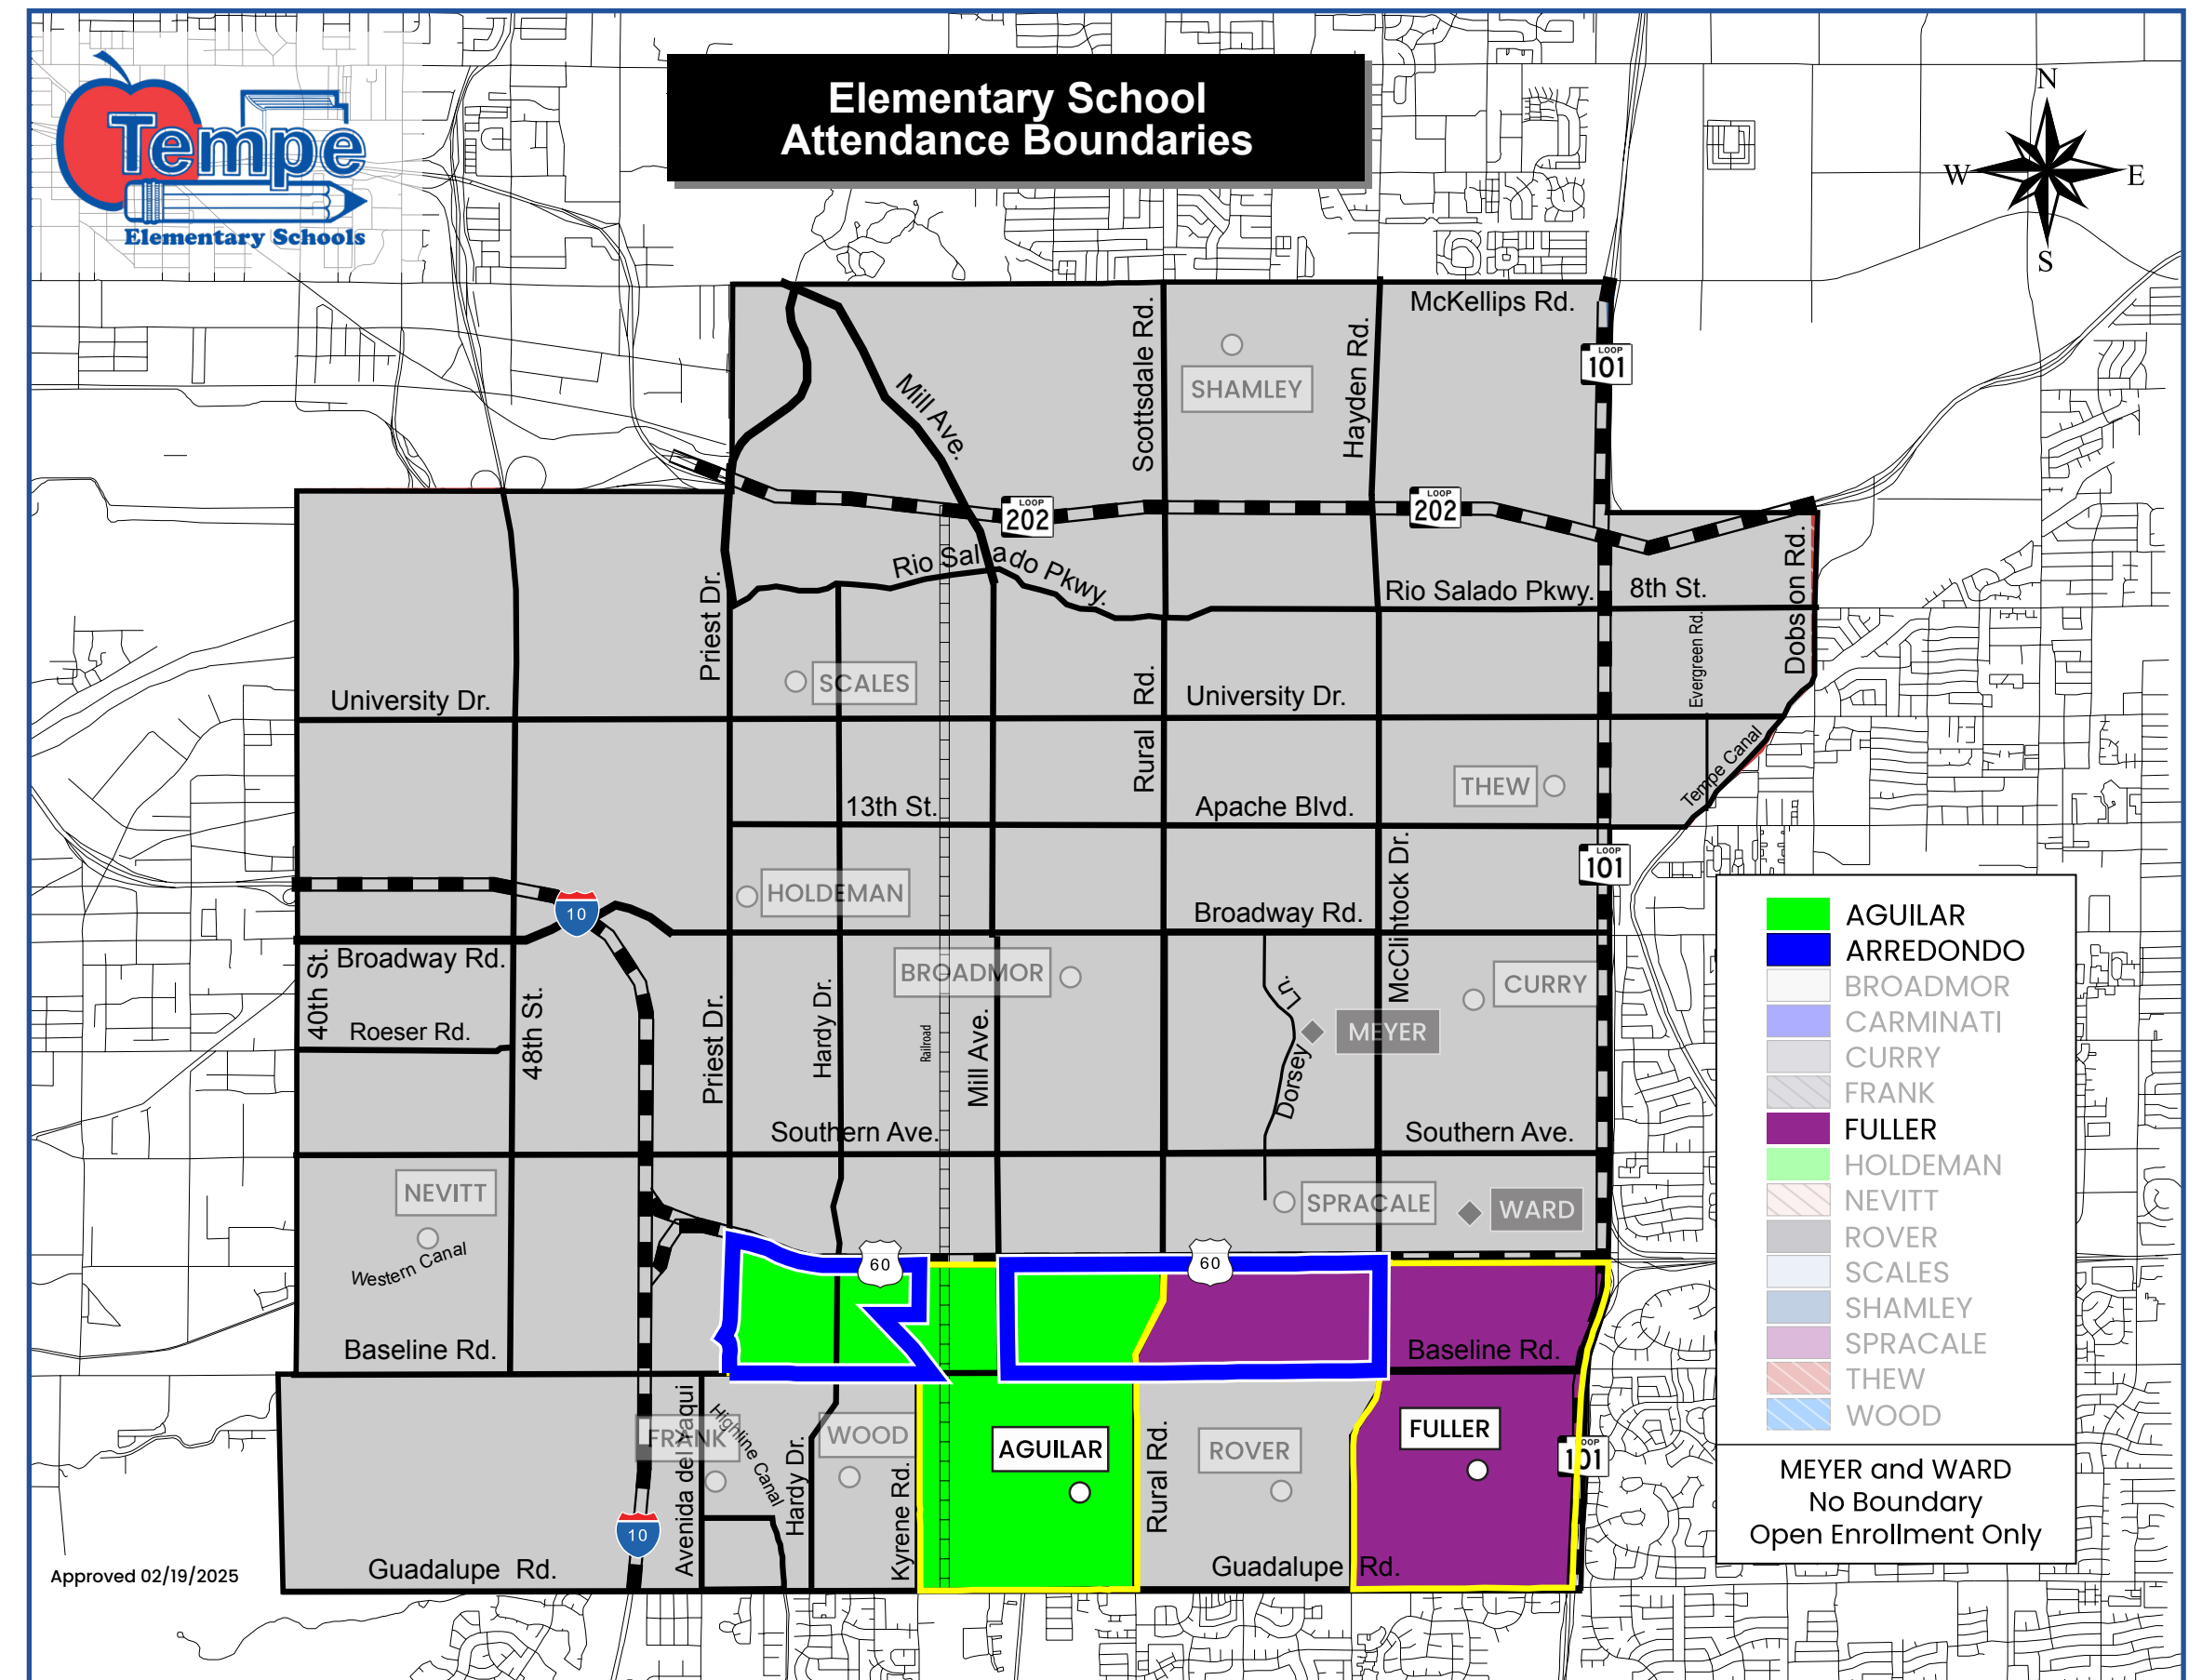 Tempe
Elementary Schools
Elementary School
Attendance Boundaries
N
W
E
S
McKellips Rd.
Scottsdale Rd.
Hayden Rd.
SHAMLEY
LOOP
101
Mill Ave.
LOOP
202
LOOP
202
Rio Salado Pkwy.
Rio Salado Pkwy.
8th St.
Dobson Rd.
Evergreen Rd.
Priest Dr.
SCALES
University Dr.
Rural Rd.
University Dr.
Tempe Canal
THEW
13th St.
Apache Blvd.
LOOP
101
McClintock Dr.
HOLDEMAN
10
Broadway Rd.
Broadway Rd.
40th St.
BROADMOR
CURRY
Roeser Rd.
48th St.
Priest Dr.
Hardy Dr.
Railroad
Mill Ave.
Dorsey Ln.
MEYER
Southern Ave.
Southern Ave.
NEVITT
Western Canal
SPRACALE
WARD
60
60
Baseline Rd.
Baseline Rd.
FRANK
Avenida del Yaqui
Highline Canal
Hardy Dr.
WOOD
Kyrene Rd.
AGUILAR
Rural Rd.
ROVER
FULLER
LOOP
101
10
Guadalupe Rd.
Guadalupe Rd.
Approved 02/19/2025
AGUILAR
ARREDONDO
BROADMOR
CARMINATI
CURRY
FRANK
FULLER
HOLDEMAN
NEVITT
ROVER
SCALES
SHAMLEY
SPRACALE
THEW
WOOD
MEYER and WARD
No Boundary
Open Enrollment Only